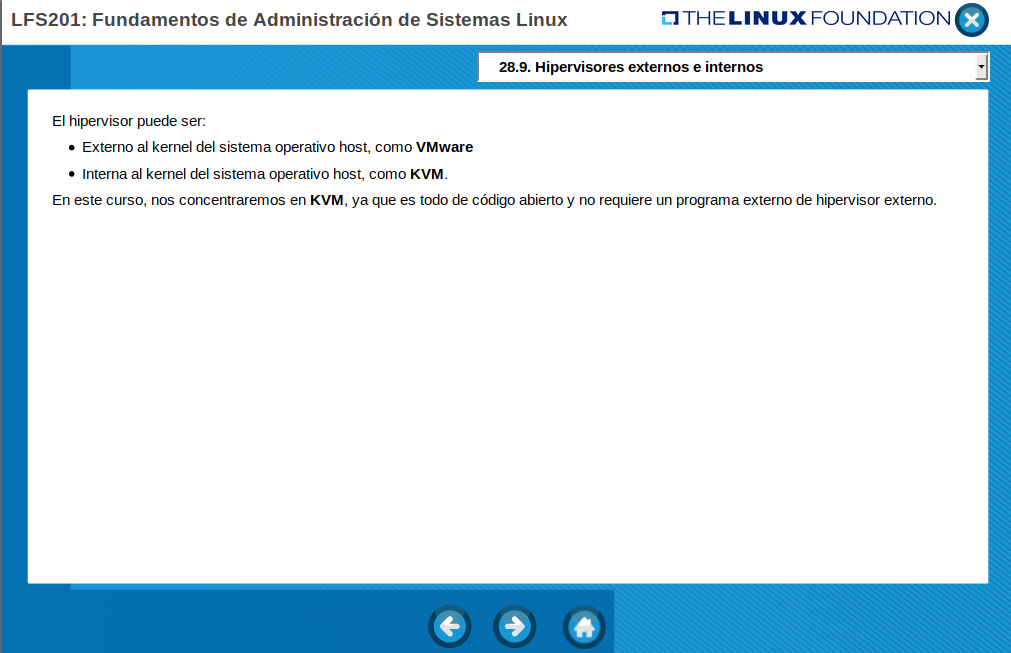 LFS201: Fundamentos de Administración de Sistemas Linux
THE LINUX FOUNDATION
28.9. Hipervisores externos e internos
El hipervisor puede ser:
Externo al kernel del sistema operativo host, como VMware
Interna al kernel del sistema operativo host, como KVM.
En este curso, nos concentraremos en KVM, ya que es todo de código abierto y no requiere un programa externo de hipervisor externo.